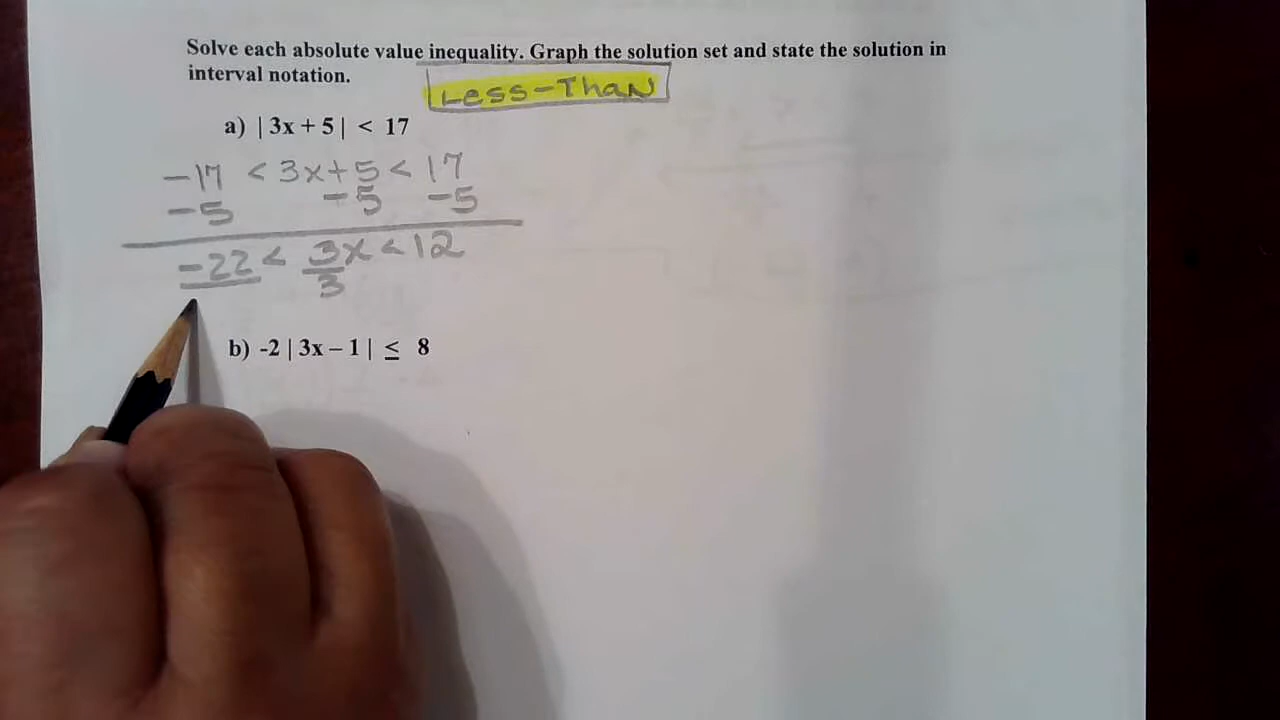 Solve each absolute value inequality. Graph the solution set and state the solution in
interval notation.
Less-Than
a) | 3x + 5 | < 17
-17 < 3x+5 < 17
-5 -5 -5
-22 < 3x < 12
3
b) -2 | 3x – 1 | ≤ 8